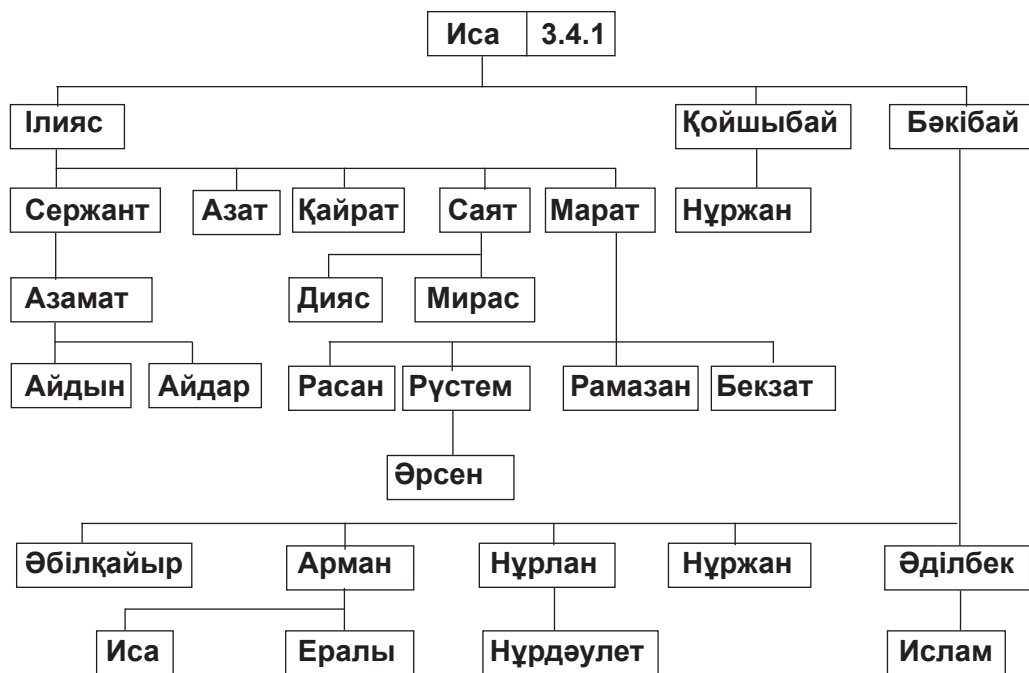 Иса 3.4.1
Ілияс Қойшыбай Бәкібай
Сержант Азат Қайрат Саят Марат Нұржан
Азамат Дияс Мирас
Айдын Айдар Расан Рүстем Рамазан Бекзат
Әрсен
Әбілқайыр Арман Нұрлан Нұржан Әділбек
Иса Ералы Нұрдәулет Ислам